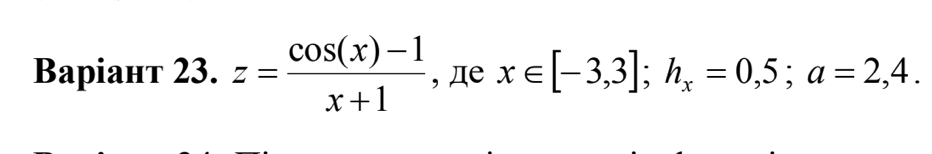 Варіант 23. z = (cos(x) − 1)/(x + 1), де x ∈ [−3,3]; hₓ = 0,5; a = 2,4.